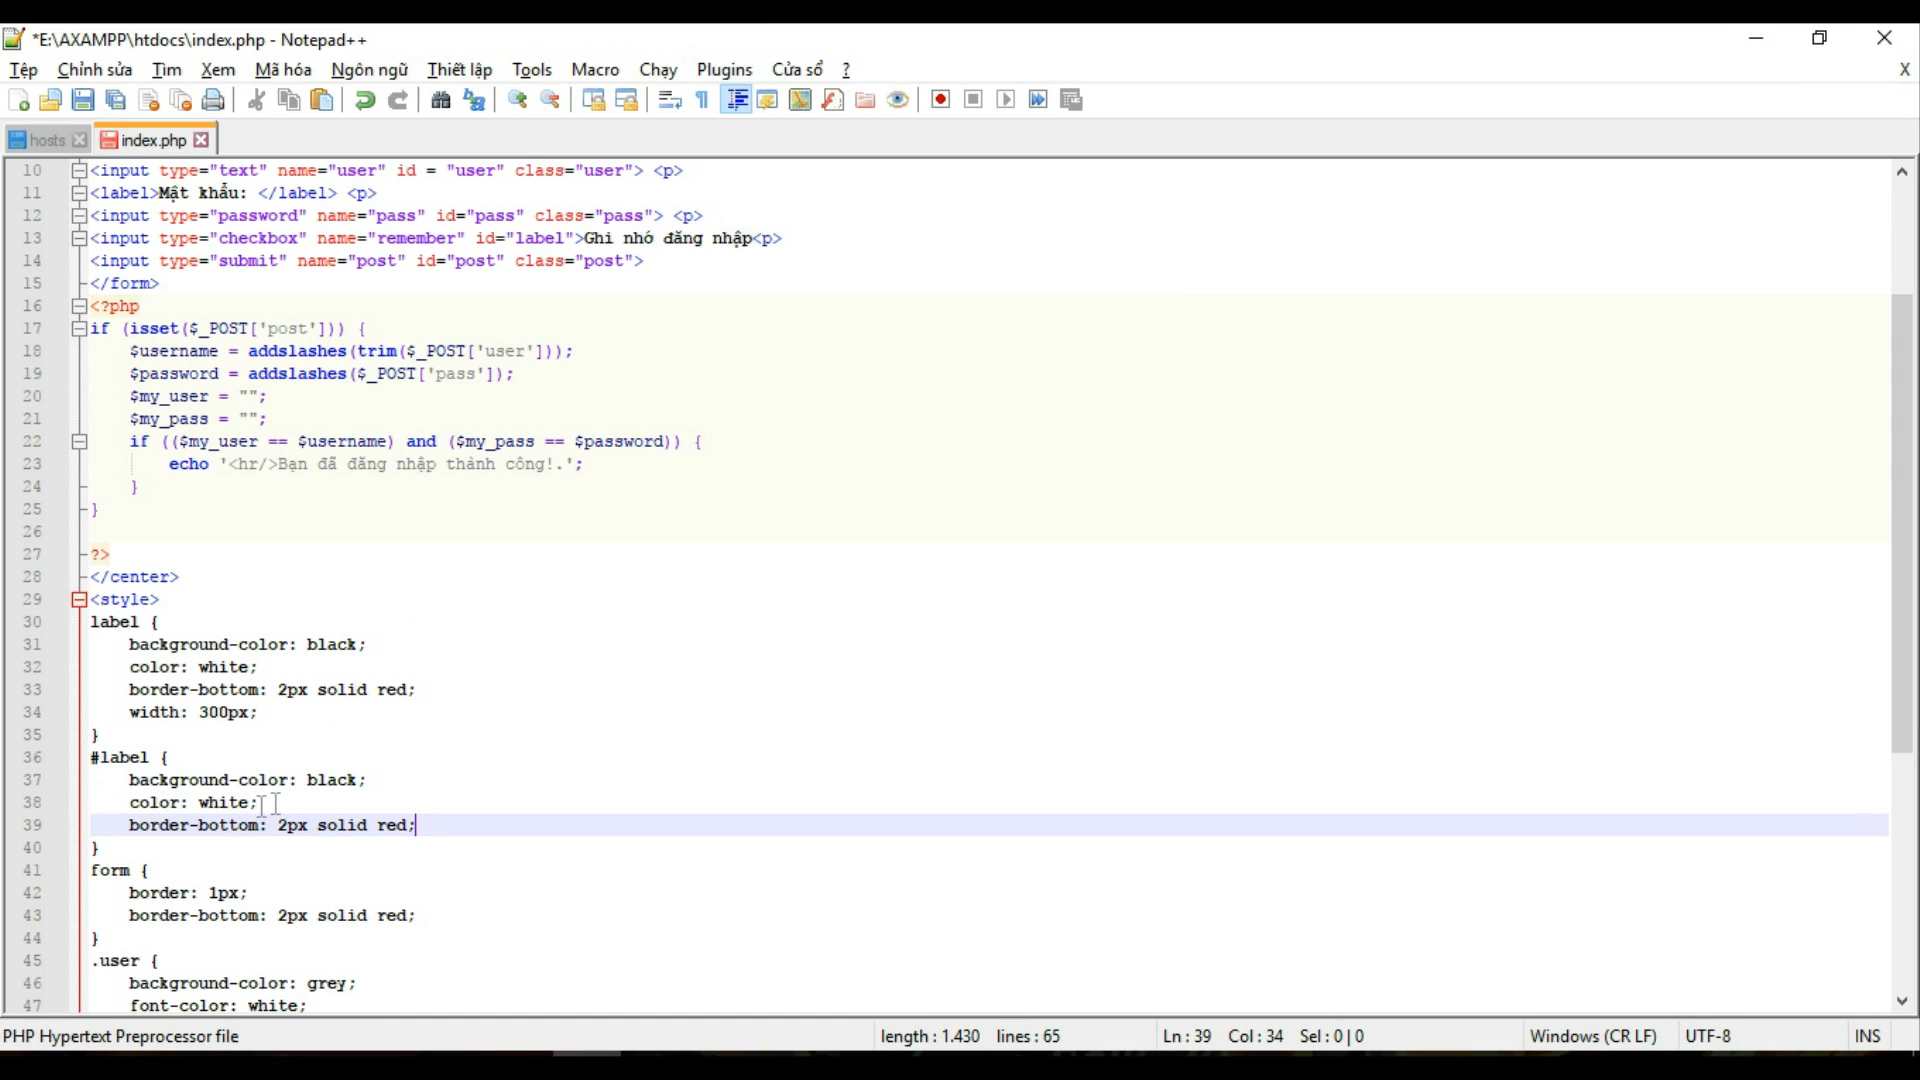 *E:\AXAMPP\htdocs\index.php - Notepad++
Tệp Chỉnh sửa Tìm Xem Mã hóa Ngôn ngữ Thiết lập Tools Macro Chạy Plugins Cửa sổ ? X
hosts index.php
10 <input type="text" name="user" id = "user" class="user"> <p>
11 <label>Mật khẩu: </label> <p>
12 <input type="password" name="pass" id="pass" class="pass"> <p>
13 <input type="checkbox" name="remember" id="label">Ghi nhớ đăng nhập<p>
14 <input type="submit" name="post" id="post" class="post">
15 </form>
16 <?php
17 if (isset($_POST['post'])) {
18 $username = addslashes(trim($_POST['user']));
19 $password = addslashes($_POST['pass']);
20 $my_user = "";
21 $my_pass = "";
22 if (($my_user == $username) and ($my_pass == $password)) {
23 echo '<hr/>Bạn đã đăng nhập thành công!.';
24 }
25 }
26
27 ?>
28 </center>
29 <style>
30 label {
31 background-color: black;
32 color: white;
33 border-bottom: 2px solid red;
34 width: 300px;
35 }
36 #label {
37 background-color: black;
38 color: white;
39 border-bottom: 2px solid red;
40 }
41 form {
42 border: 1px;
43 border-bottom: 2px solid red;
44 }
45 .user {
46 background-color: grey;
47 font-color: white;
PHP Hypertext Preprocessor file length : 1.430 lines : 65 Ln : 39 Col : 34 Sel : 0 | 0 Windows (CR LF) UTF-8 INS